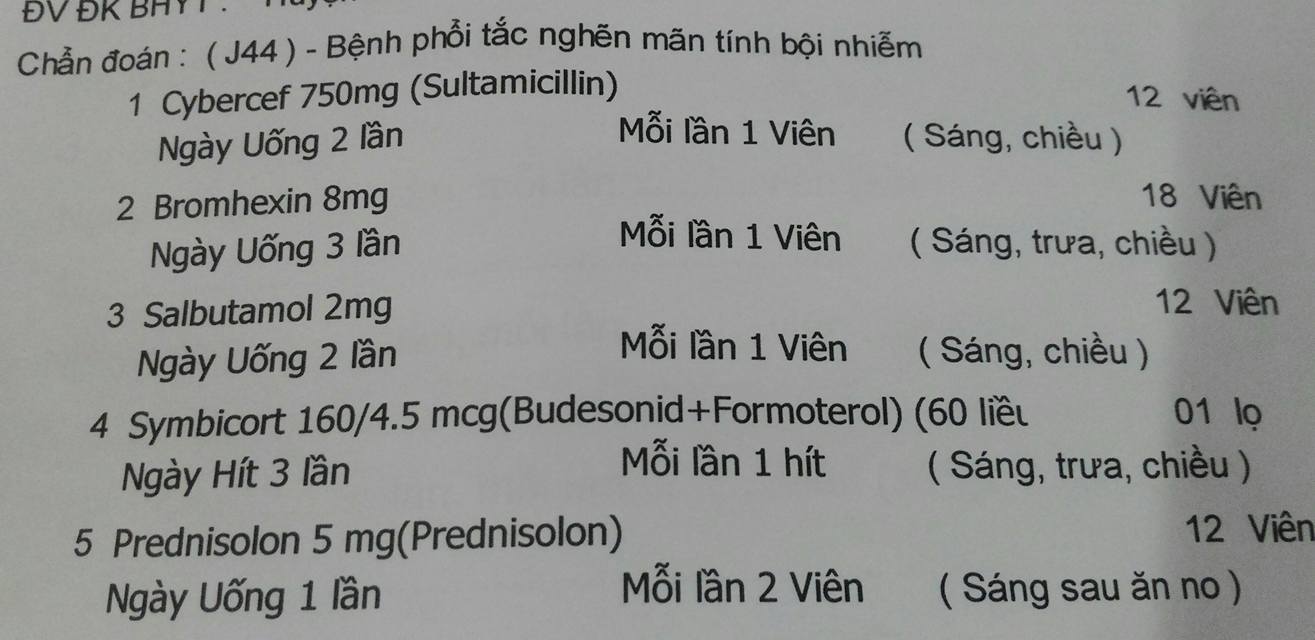 ĐV ĐK BHYT :
Chẩn đoán : ( J44 ) - Bệnh phổi tắc nghẽn mãn tính bội nhiễm
1 Cybercef 750mg (Sultamicillin) 12 viên
Ngày Uống 2 lần Mỗi lần 1 Viên ( Sáng, chiều )
2 Bromhexin 8mg 18 Viên
Ngày Uống 3 lần Mỗi lần 1 Viên ( Sáng, trưa, chiều )
3 Salbutamol 2mg 12 Viên
Ngày Uống 2 lần Mỗi lần 1 Viên ( Sáng, chiều )
4 Symbicort 160/4.5 mcg(Budesonid+Formoterol) (60 liều 01 lọ
Ngày Hít 3 lần Mỗi lần 1 hít ( Sáng, trưa, chiều )
5 Prednisolon 5 mg(Prednisolon) 12 Viên
Ngày Uống 1 lần Mỗi lần 2 Viên ( Sáng sau ăn no )